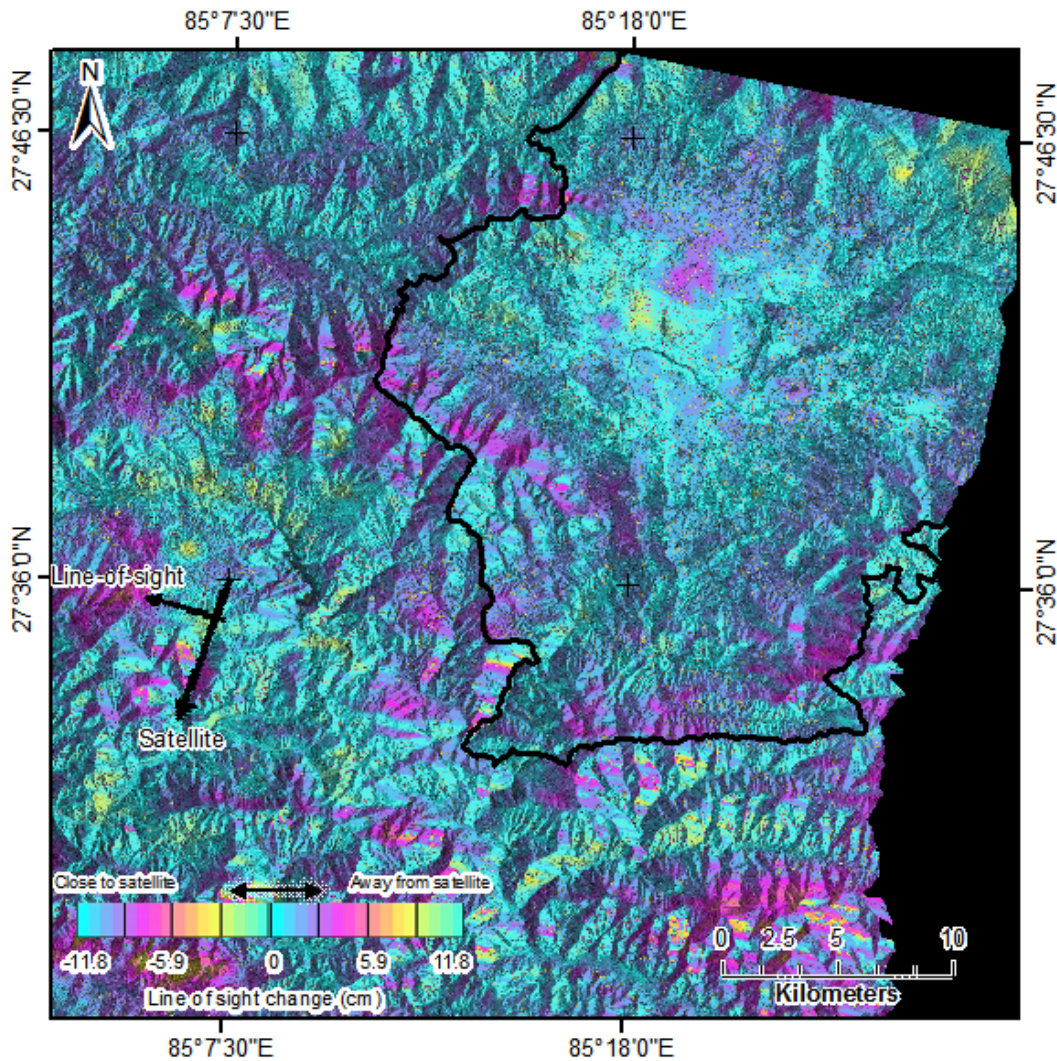 85°7'30"E 85°18'0"E
N
27°46'30"N 27°46'30"N
27°36'0"N 27°36'0"N
Line-of-sight
Satellite
Close to satellite Away from satellite
-11.8 -5.9 0 5.9 11.8
Line of sight change (cm)
0 2.5 5 10
Kilometers
85°7'30"E 85°18'0"E